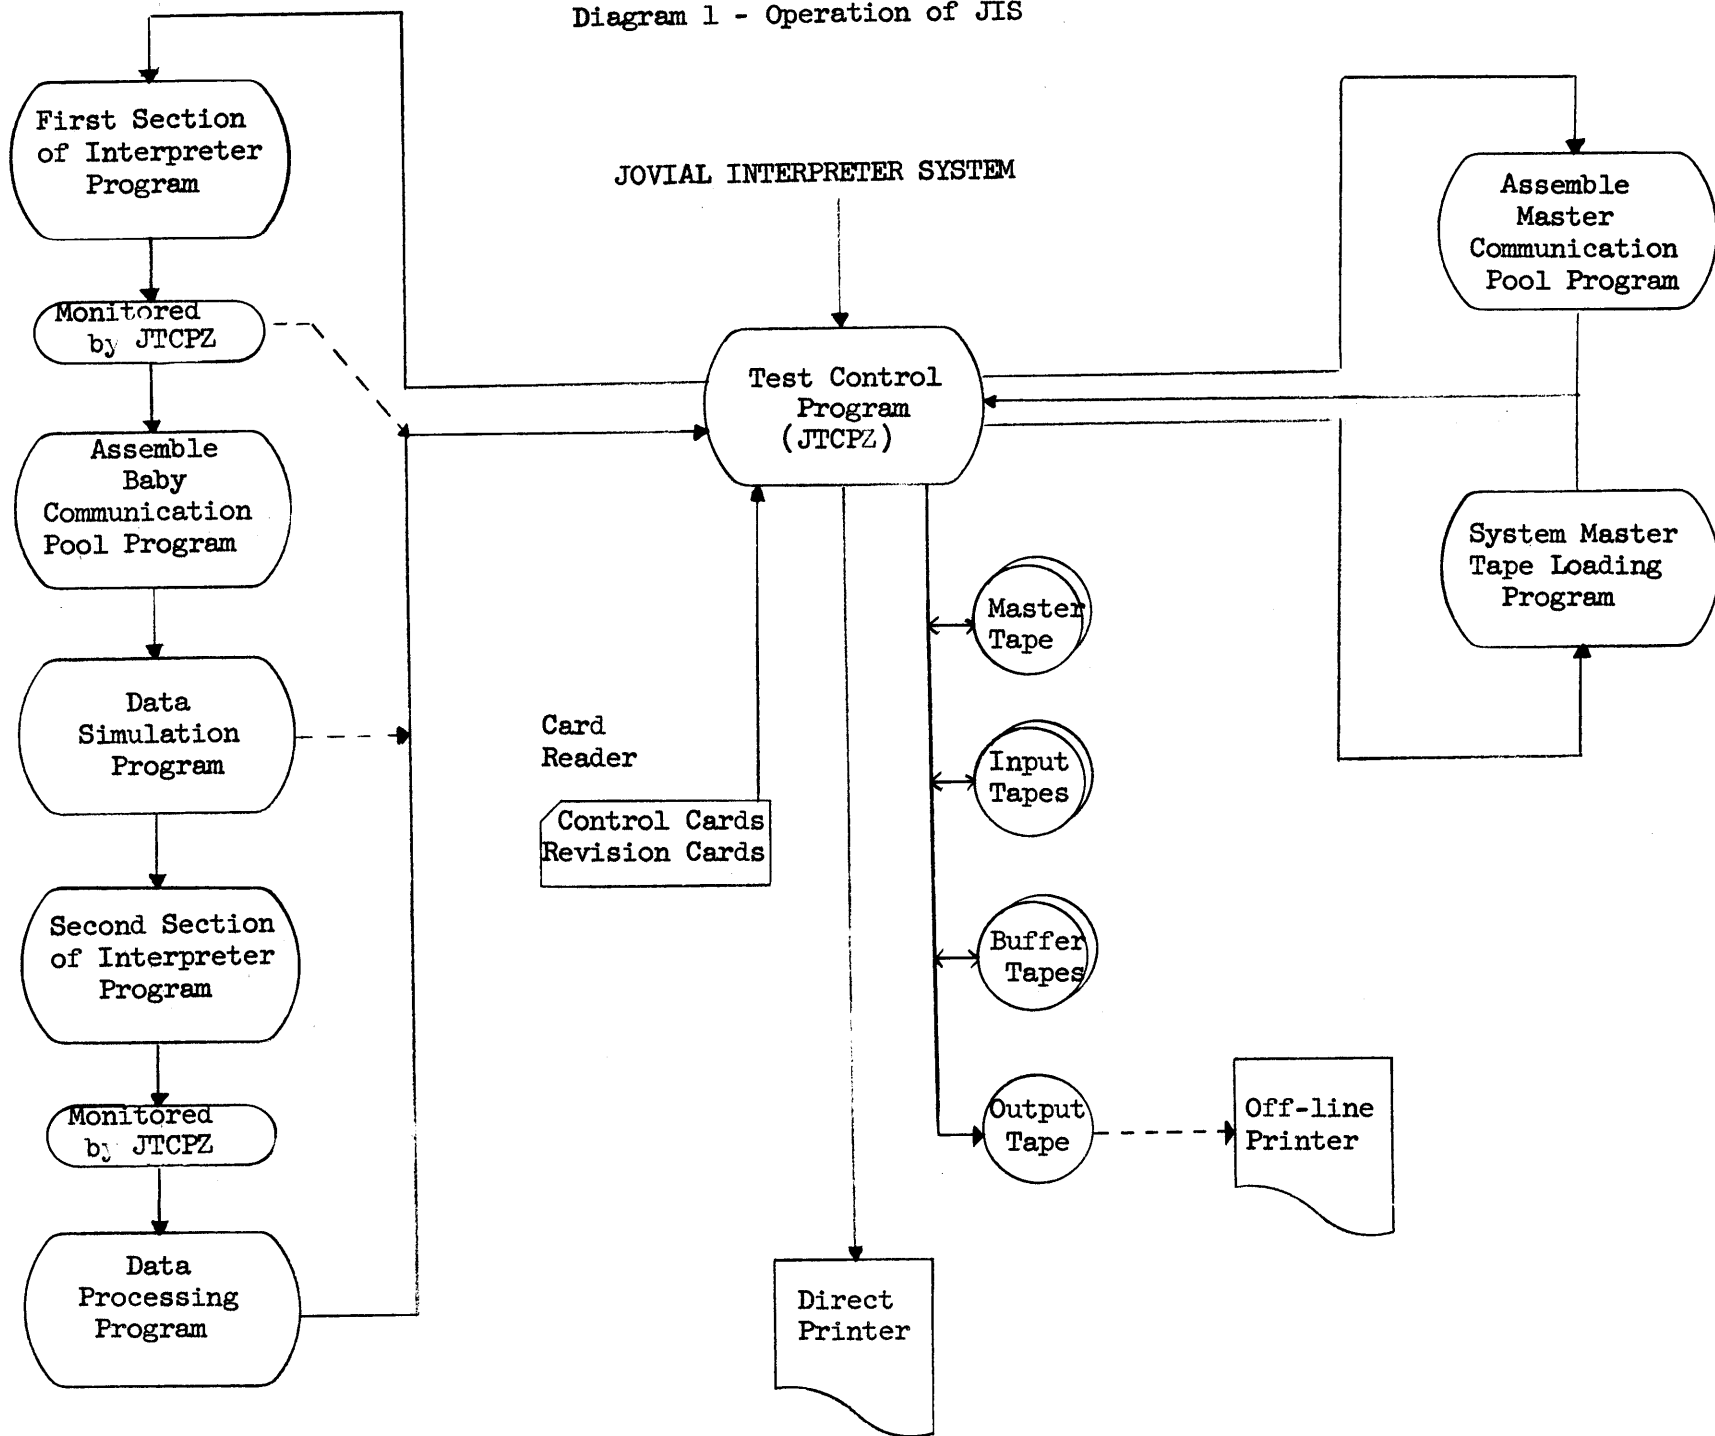 Diagram 1 - Operation of JIS
First Section
of Interpreter
Program
Monitored
by JTCPZ
Assemble
Baby
Communication
Pool Program
Data
Simulation
Program
Second Section
of Interpreter
Program
Monitored
by JTCPZ
Data
Processing
Program
JOVIAL INTERPRETER SYSTEM
Test Control
Program
(JTCPZ)
Card
Reader
Control Cards
Revision Cards
Direct
Printer
Master
Tape
Input
Tapes
Buffer
Tapes
Output
Tape
Off-line
Printer
Assemble
Master
Communication
Pool Program
System Master
Tape Loading
Program